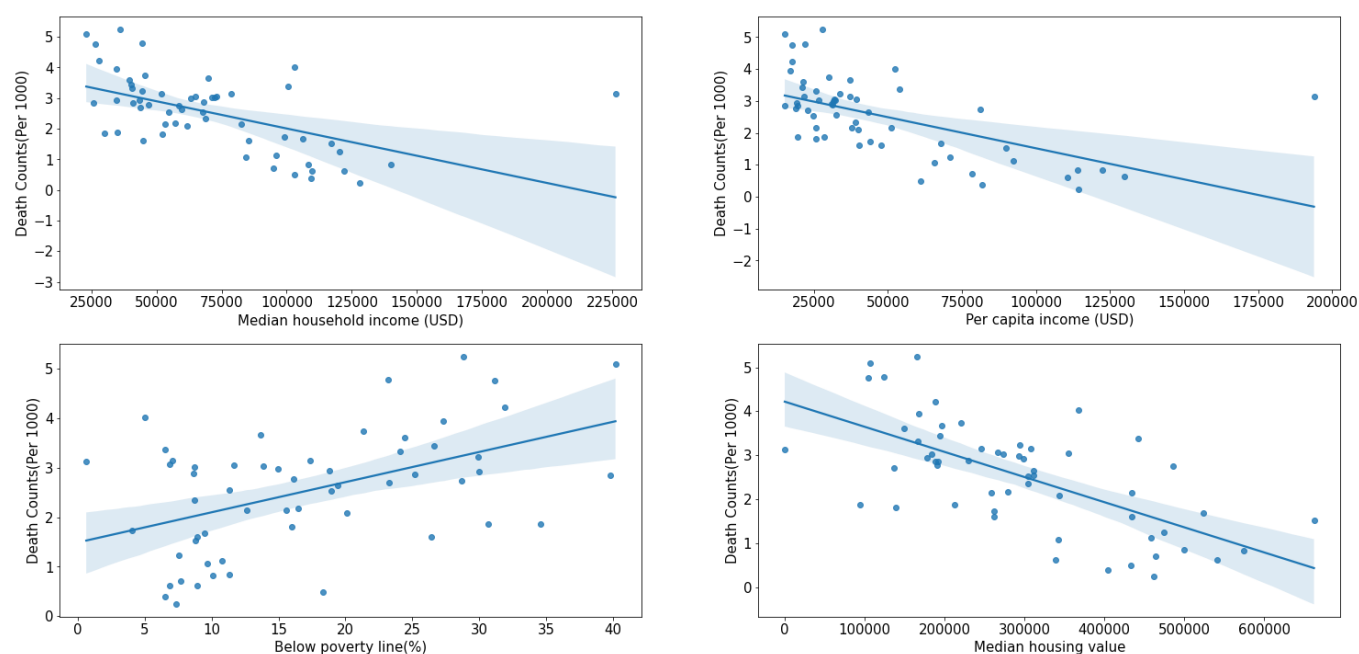 5
4
3
2
1
0
−1
−2
−3
Death Counts(Per 1000)
25000 50000 75000 100000 125000 150000 175000 200000 225000
Median household income (USD)
5
4
3
2
1
0
−1
−2
Death Counts(Per 1000)
25000 50000 75000 100000 125000 150000 175000 200000
Per capita income (USD)
5
4
3
2
1
0
Death Counts(Per 1000)
0 5 10 15 20 25 30 35 40
Below poverty line(%)
5
4
3
2
1
0
Death Counts(Per 1000)
0 100000 200000 300000 400000 500000 600000
Median housing value